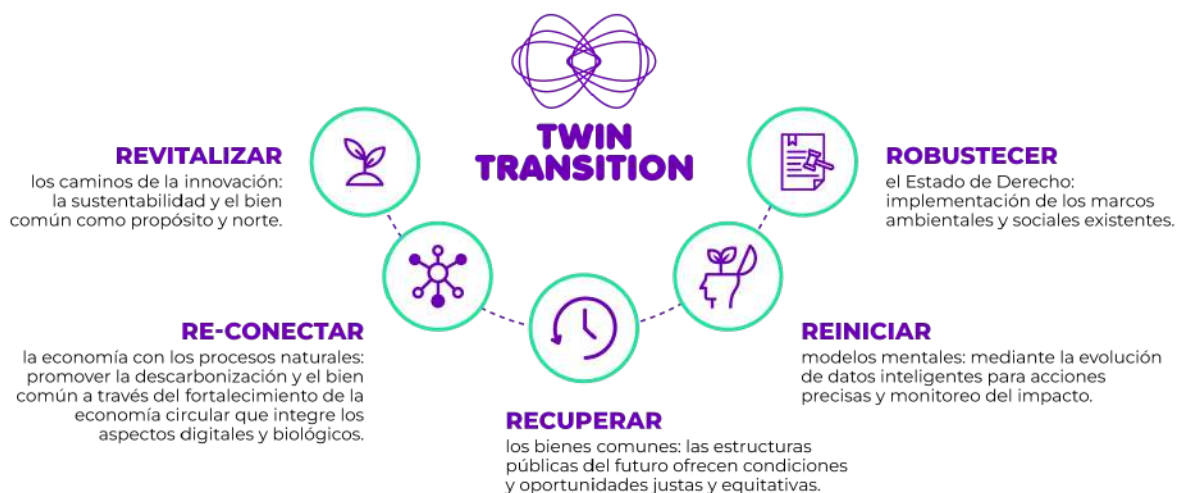 TWIN
TRANSITION
REVITALIZAR
los caminos de la innovación:
la sustentabilidad y el bien
común como propósito y norte.
RE-CONECTAR
la economía con los procesos naturales:
promover la descarbonización y el bien
común a través del fortalecimiento de la
economía circular que integre los
aspectos digitales y biológicos.
RECUPERAR
los bienes comunes: las estructuras
públicas del futuro ofrecen condiciones
y oportunidades justas y equitativas.
REINICIAR
modelos mentales: mediante la evolución
de datos inteligentes para acciones
precisas y monitoreo del impacto.
ROBUSTECER
el Estado de Derecho:
implementación de los marcos
ambientales y sociales existentes.